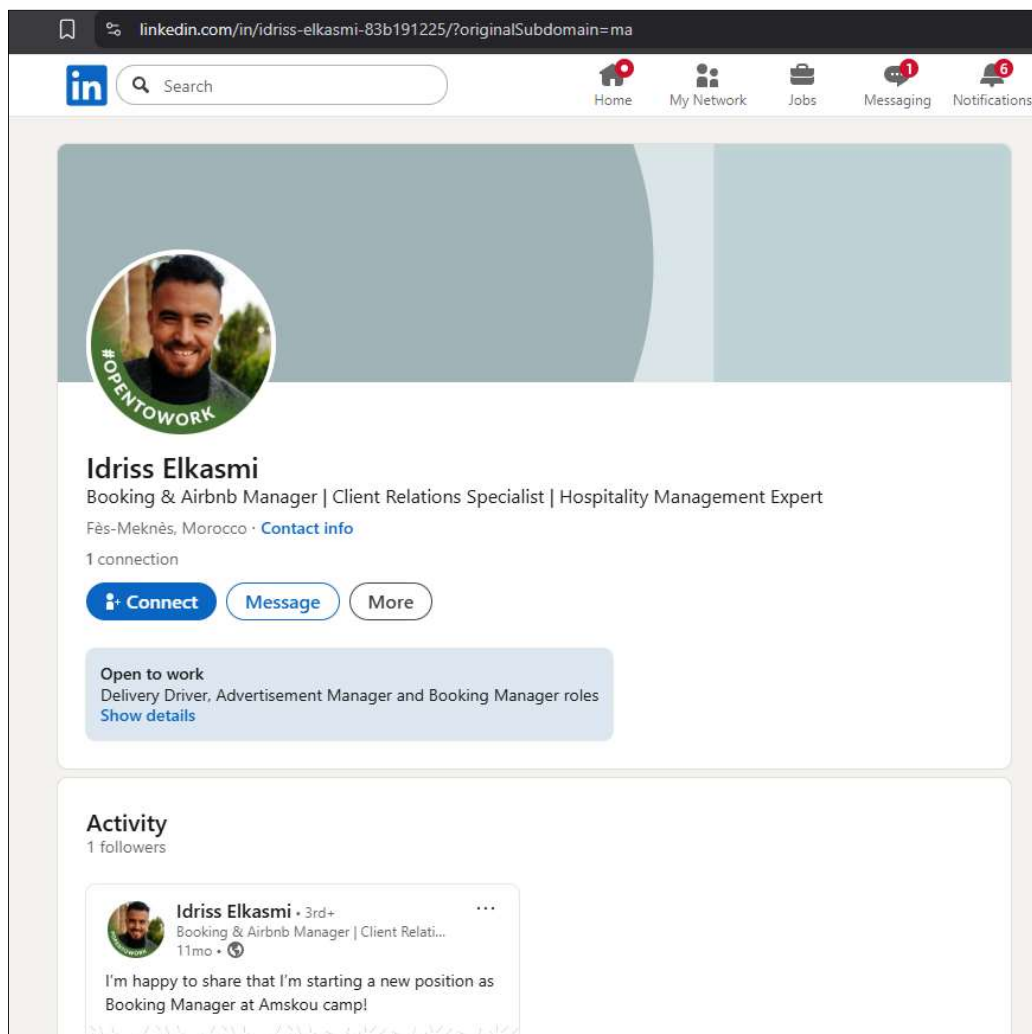 linkedin.com/in/idriss-elkasmi-83b191225/?originalSubdomain=ma
in
Search
1
6
Home
My Network
Jobs
Messaging
Notifications
#OPENTOWORK
Idriss Elkasmi
Booking & Airbnb Manager | Client Relations Specialist | Hospitality Management Expert
Fès-Meknès, Morocco · Contact info
1 connection
Connect
Message
More
Open to work
Delivery Driver, Advertisement Manager and Booking Manager roles
Show details
Activity
1 followers
#OPENTOWORK
Idriss Elkasmi • 3rd+
...
Booking & Airbnb Manager | Client Relati...
11mo •
I'm happy to share that I'm starting a new position as
Booking Manager at Amskou camp!